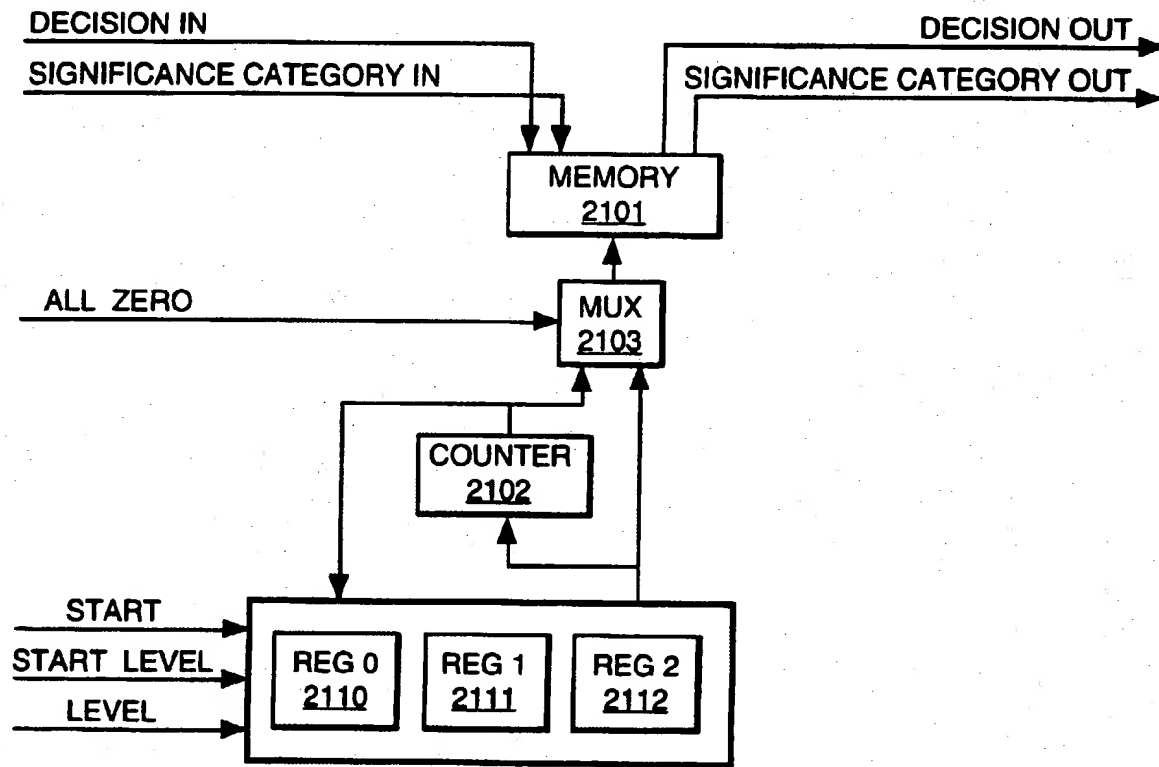 DECISION IN
DECISION OUT
SIGNIFICANCE CATEGORY IN
SIGNIFICANCE CATEGORY OUT
MEMORY
2101
ALL ZERO
MUX
2103
COUNTER
2102
START
START LEVEL
LEVEL
REG 0
2110
REG 1
2111
REG 2
2112